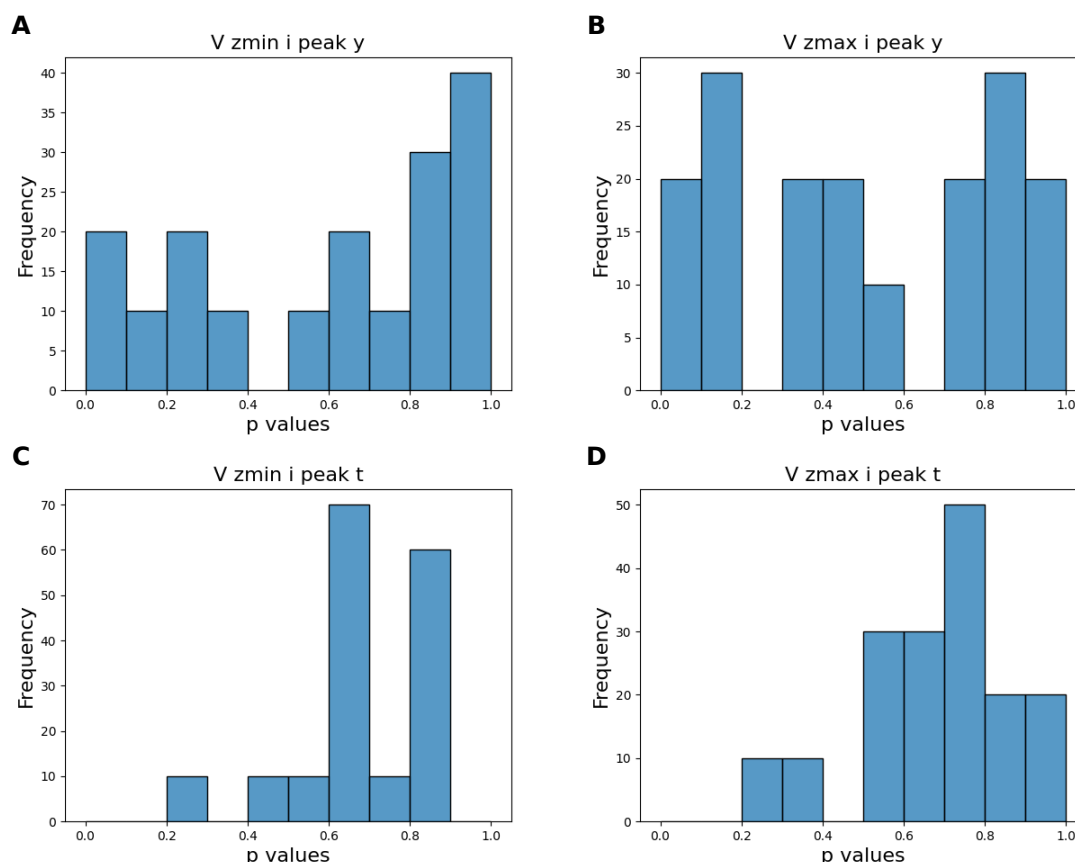 A
V zmin i peak y
40
35
30
25
20
15
10
5
0
Frequency
0.0 0.2 0.4 0.6 0.8 1.0
p values
B
V zmax i peak y
30
25
20
15
10
5
0
Frequency
0.0 0.2 0.4 0.6 0.8 1.0
p values
C
V zmin i peak t
70
60
50
40
30
20
10
0
Frequency
0.0 0.2 0.4 0.6 0.8 1.0
p values
D
V zmax i peak t
50
40
30
20
10
0
Frequency
0.0 0.2 0.4 0.6 0.8 1.0
p values